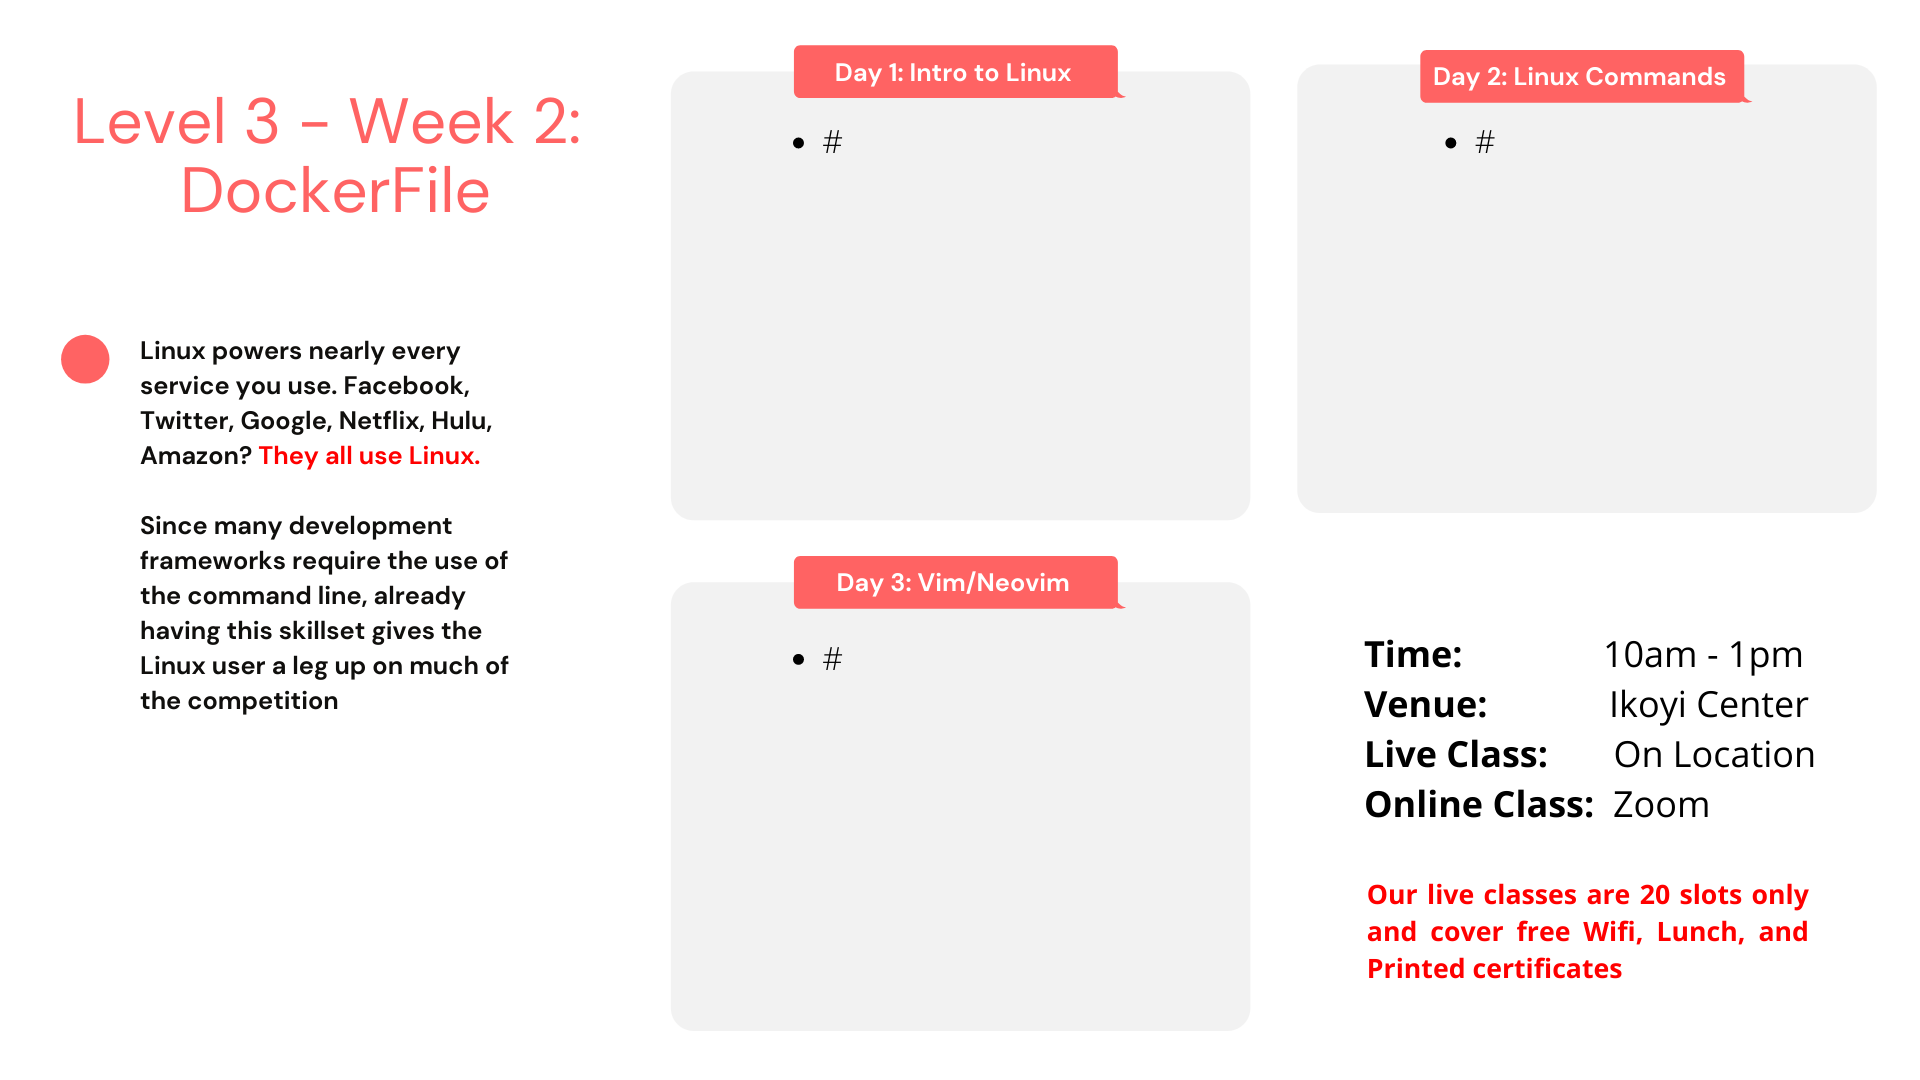 Level 3 - Week 2:
DockerFile
Linux powers nearly every
service you use. Facebook,
Twitter, Google, Netflix, Hulu,
Amazon? They all use Linux.
Since many development
frameworks require the use of
the command line, already
having this skillset gives the
Linux user a leg up on much of
the competition
Day 1: Intro to Linux
• #
Day 2: Linux Commands
• #
Day 3: Vim/Neovim
• #
Time: 10am - 1pm
Venue: Ikoyi Center
Live Class: On Location
Online Class: Zoom
Our live classes are 20 slots only
and cover free Wifi, Lunch, and
Printed certificates